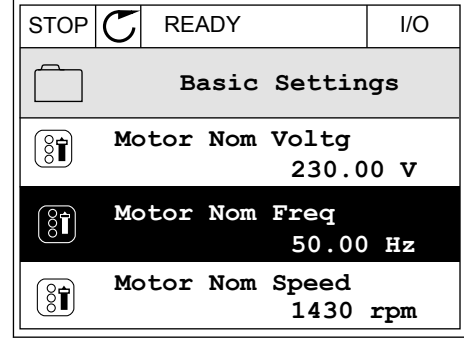 STOP READY I/O
Basic Settings
Motor Nom Voltg
230.00 V
Motor Nom Freq
50.00 Hz
Motor Nom Speed
1430 rpm